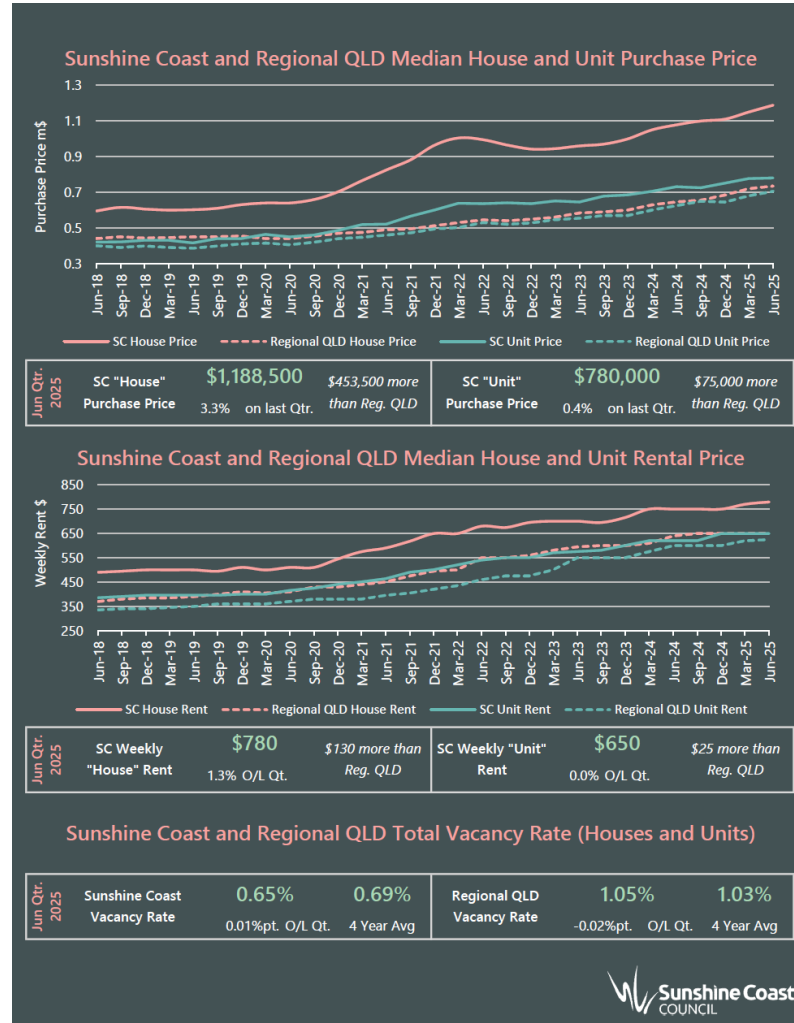 Sunshine Coast and Regional QLD Median House and Unit Purchase Price
Purchase Price m$
1.3
1.1
0.9
0.7
0.5
0.3
Jun-18
Sep-18
Dec-18
Mar-19
Jun-19
Sep-19
Dec-19
Mar-20
Jun-20
Sep-20
Dec-20
Mar-21
Jun-21
Sep-21
Dec-21
Mar-22
Jun-22
Sep-22
Dec-22
Mar-23
Jun-23
Sep-23
Dec-23
Mar-24
Jun-24
Sep-24
Dec-24
Mar-25
Jun-25
SC House Price
Regional QLD House Price
SC Unit Price
Regional QLD Unit Price
Jun Qtr.
2025
SC "House"
Purchase Price
$1,188,500
3.3% on last Qtr.
$453,500 more
than Reg. QLD
SC "Unit"
Purchase Price
$780,000
0.4% on last Qtr.
$75,000 more
than Reg. QLD
Sunshine Coast and Regional QLD Median House and Unit Rental Price
Weekly Rent $
850
750
650
550
450
350
250
Jun-18
Sep-18
Dec-18
Mar-19
Jun-19
Sep-19
Dec-19
Mar-20
Jun-20
Sep-20
Dec-20
Mar-21
Jun-21
Sep-21
Dec-21
Mar-22
Jun-22
Sep-22
Dec-22
Mar-23
Jun-23
Sep-23
Dec-23
Mar-24
Jun-24
Sep-24
Dec-24
Mar-25
Jun-25
SC House Rent
Regional QLD House Rent
SC Unit Rent
Regional QLD Unit Rent
Jun Qtr.
2025
SC Weekly
"House" Rent
$780
1.3% O/L Qt.
$130 more than
Reg. QLD
SC Weekly "Unit"
Rent
$650
0.0% O/L Qt.
$25 more than
Reg. QLD
Sunshine Coast and Regional QLD Total Vacancy Rate (Houses and Units)
Jun Qtr.
2025
Sunshine Coast
Vacancy Rate
0.65%
0.01%pt. O/L Qt.
0.69%
4 Year Avg
Regional QLD
Vacancy Rate
1.05%
-0.02%pt. O/L Qt.
1.03%
4 Year Avg
Sunshine Coast
COUNCIL